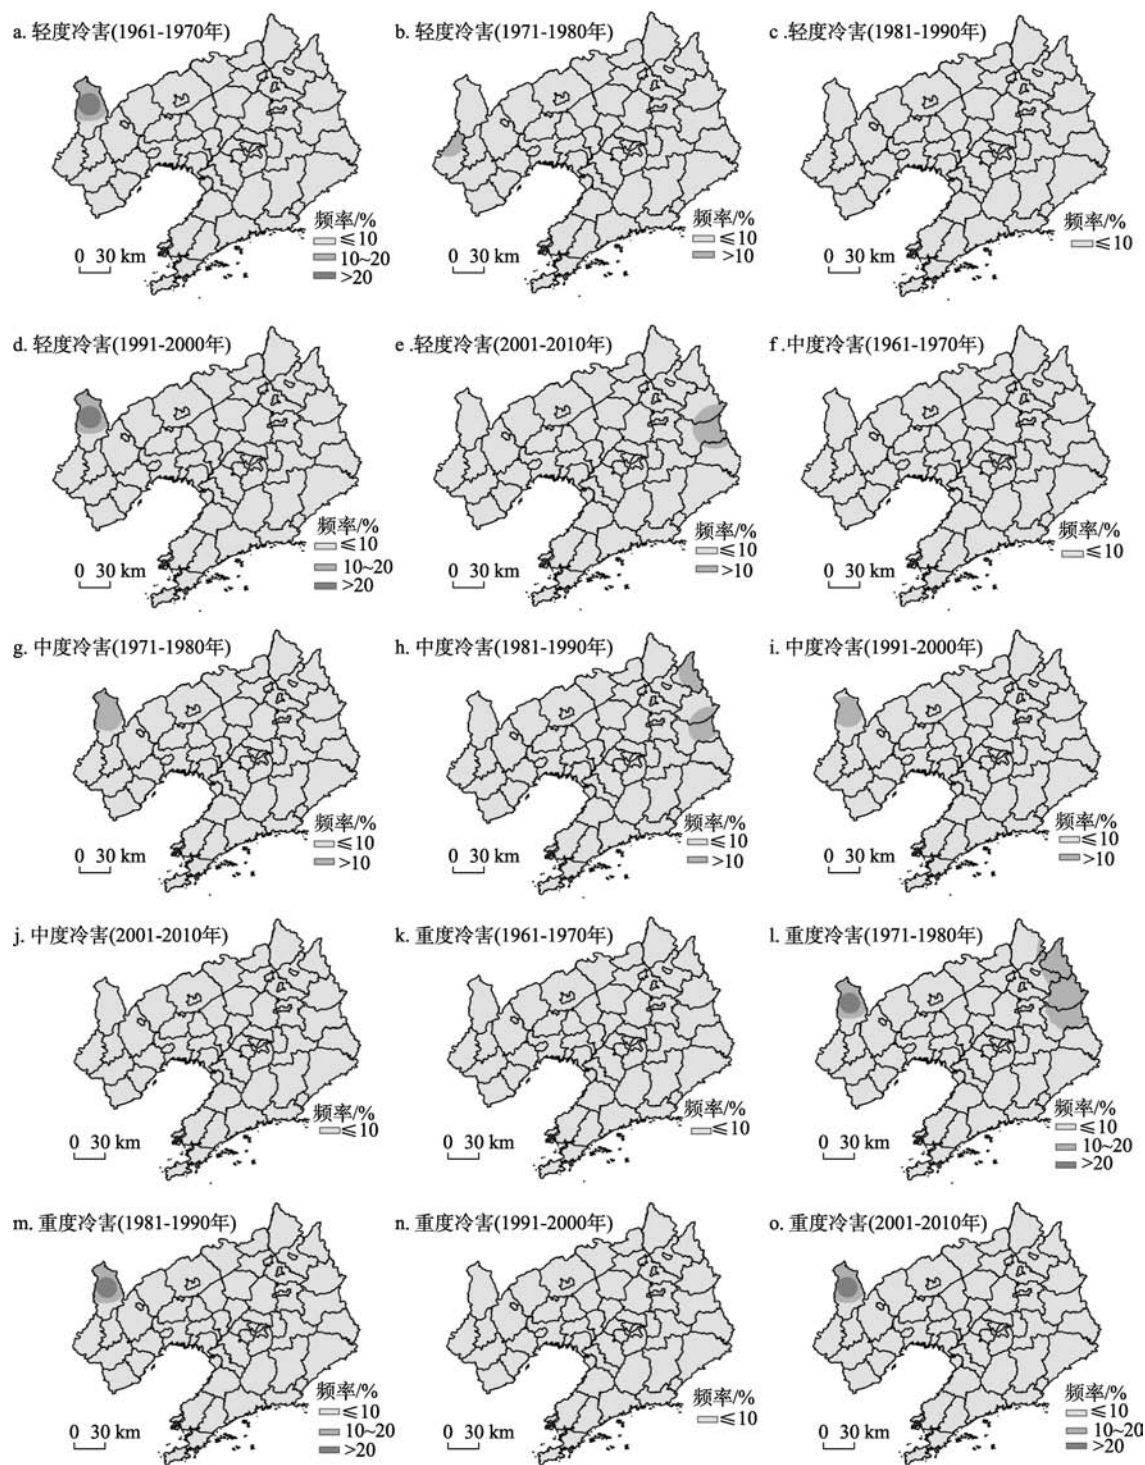 a. 轻度冷害(1961-1970年)
频率/%
≤10
10~20
>20
0 30 km
b. 轻度冷害(1971-1980年)
频率/%
≤10
>10
0 30 km
c .轻度冷害(1981-1990年)
≤10
0 30 km
d. 轻度冷害(1991-2000年)
频率/%
≤10
10~20
>20
0 30 km
e .轻度冷害(2001-2010年)
频率/%
≤10
>10
0 30 km
f .中度冷害(1961-1970年)
频率/%
≤10
0 30 km
g. 中度冷害(1971-1980年)
频率/%
≤10
>10
0 30 km
h. 中度冷害(1981-1990年)
频率/%
≤10
>10
0 30 km
i. 中度冷害(1991-2000年)
频率/%
≤10
>10
0 30 km
j. 中度冷害(2001-2010年)
频率/%
≤10
0 30 km
k. 重度冷害(1961-1970年)
频率/%
≤10
0 30 km
l. 重度冷害(1971-1980年)
频率/%
≤10
10~20
>20
0 30 km
m. 重度冷害(1981-1990年)
频率/%
≤10
10~20
>20
0 30 km
n. 重度冷害(1991-2000年)
频率/%
≤10
0 30 km
o. 重度冷害(2001-2010年)
频率/%
≤10
10~20
>20
0 30 km